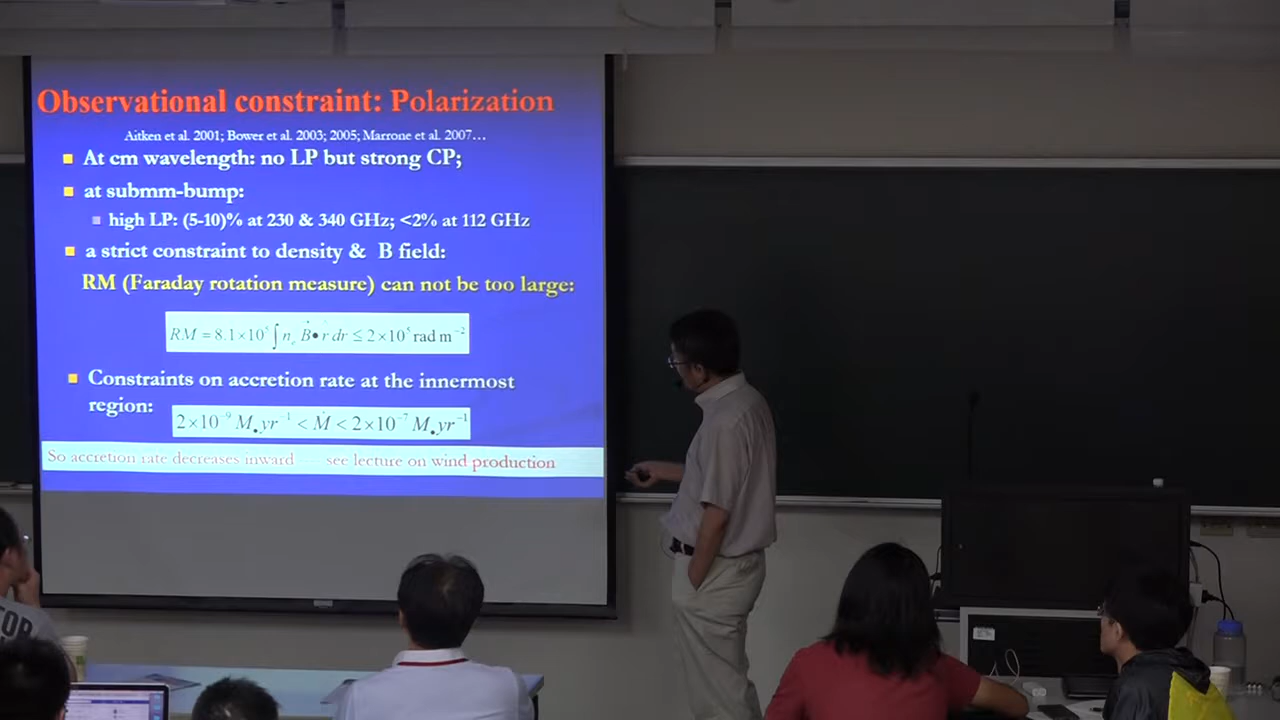 Observational constraint: Polarization
Aitken et al. 2001; Bower et al. 2003; 2005; Marrone et al. 2007…
At cm wavelength: no LP but strong CP;
at submm-bump:
high LP: (5-10)% at 230 & 340 GHz; <2% at 112 GHz
a strict constraint to density & B field:
RM (Faraday rotation measure) can not be too large:
RM = 8.1×10⁵ ∫ nₑ B • r dr ≤ 2×10⁵ rad m⁻²
Constraints on accretion rate at the innermost
region:
2×10⁻⁹ M• yr⁻¹ < Ṁ < 2×10⁻⁷ M• yr⁻¹
So accretion rate decreases inward see lecture on wind production
TOR